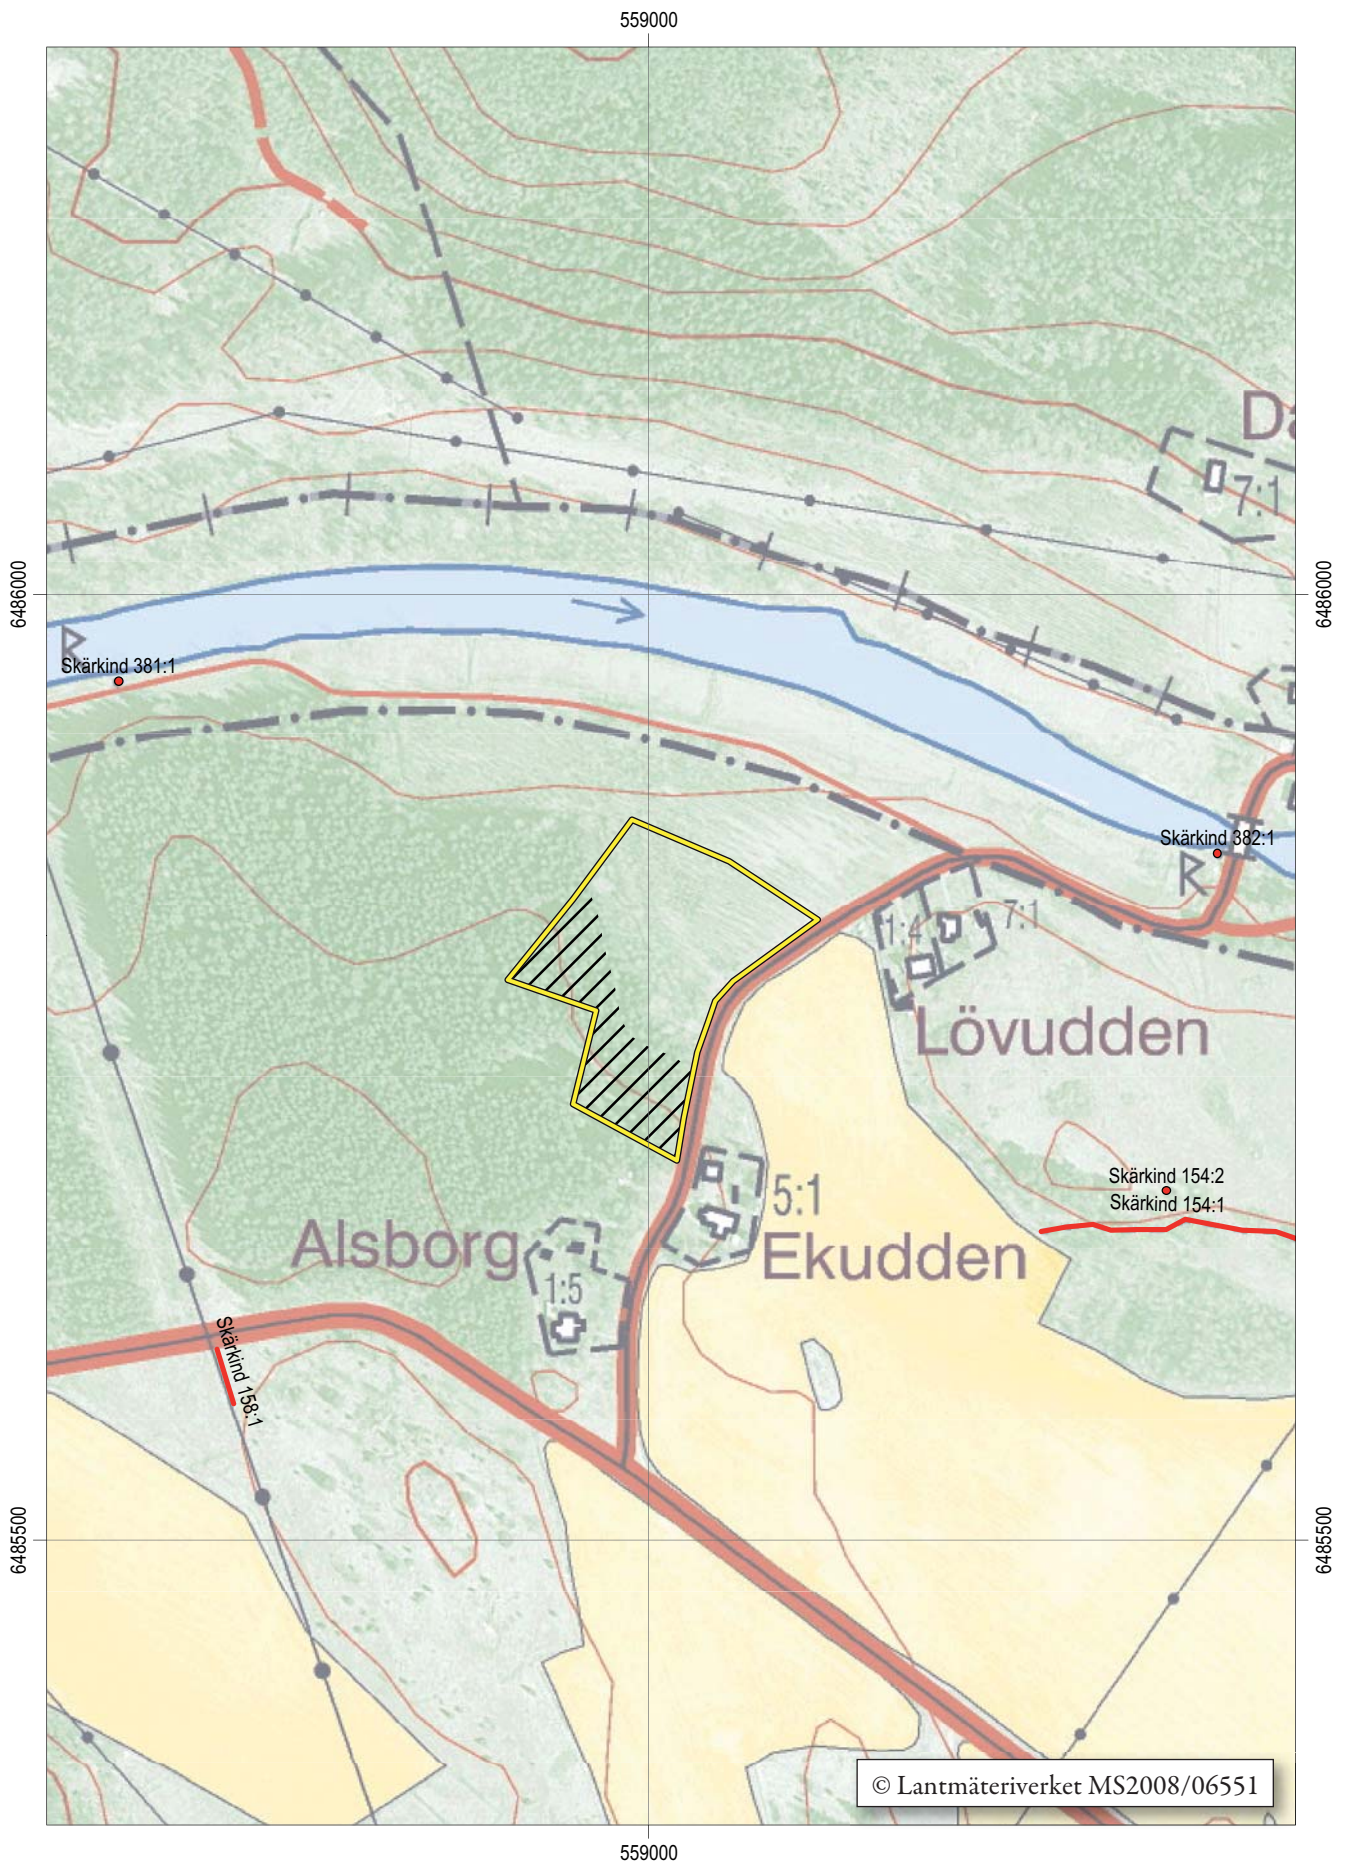 559000
Da
7:1
6486000
6486000
R
Skärkind 381:1
Skärkind 382:1
R
1:4
7:1
Lövudden
Skärkind 154:2
Skärkind 154:1
5:1
Alsborg
Ekudden
1:5
Skärkind 158:1
6485500
6485500
© Lantmäteriverket MS2008/06551
559000